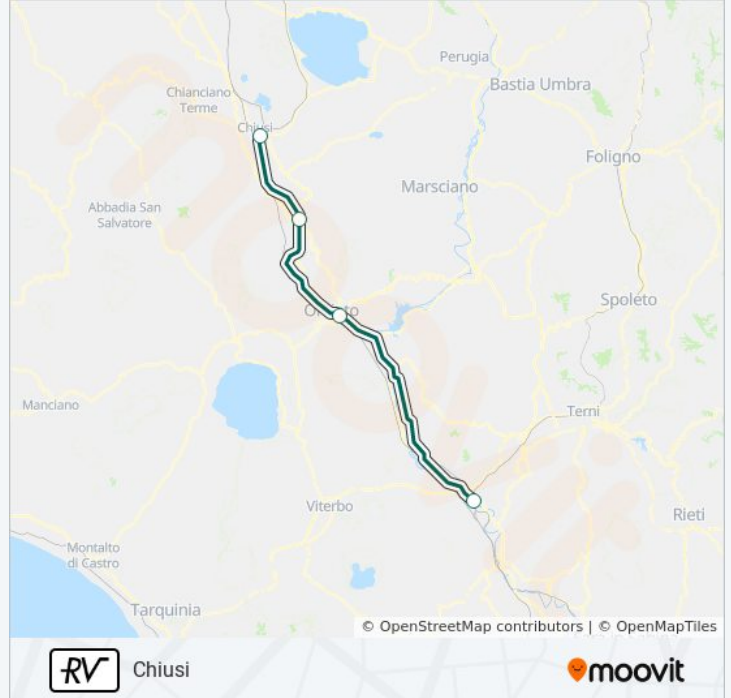 Perugia
Bastia Umbra
Chianciano
Terme
Chiusi
Foligno
Marsciano
Abbadia San
Salvatore
Spoleto
Manciano
Terni
Viterbo
Rieti
Montalto
di Castro
Tarquinia
© OpenStreetMap contributors | © OpenMapTiles
RV Chiusi
moovit